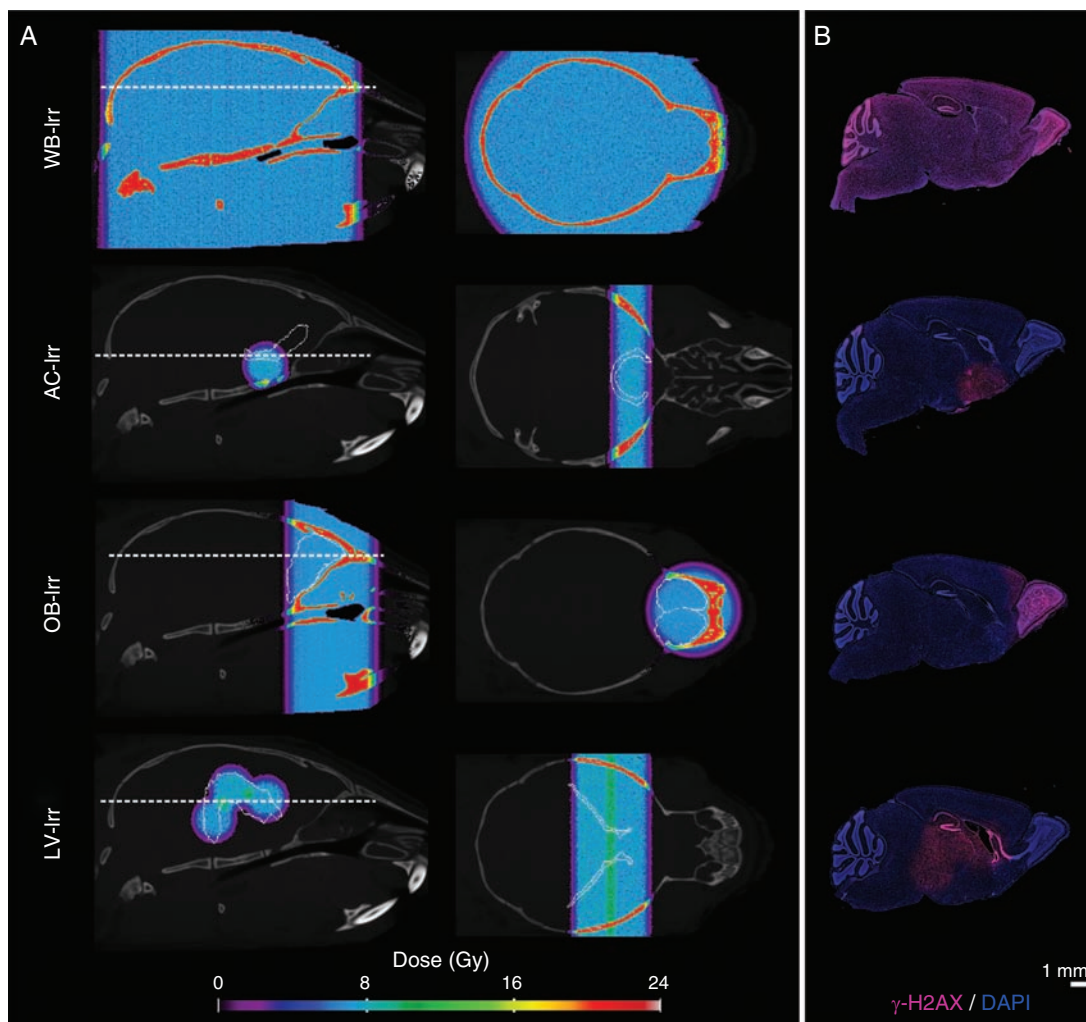 A
B
WB-Irr
AC-Irr
OB-Irr
LV-Irr
Dose (Gy)
0 8 16 24
1 mm
γ-H2AX / DAPI